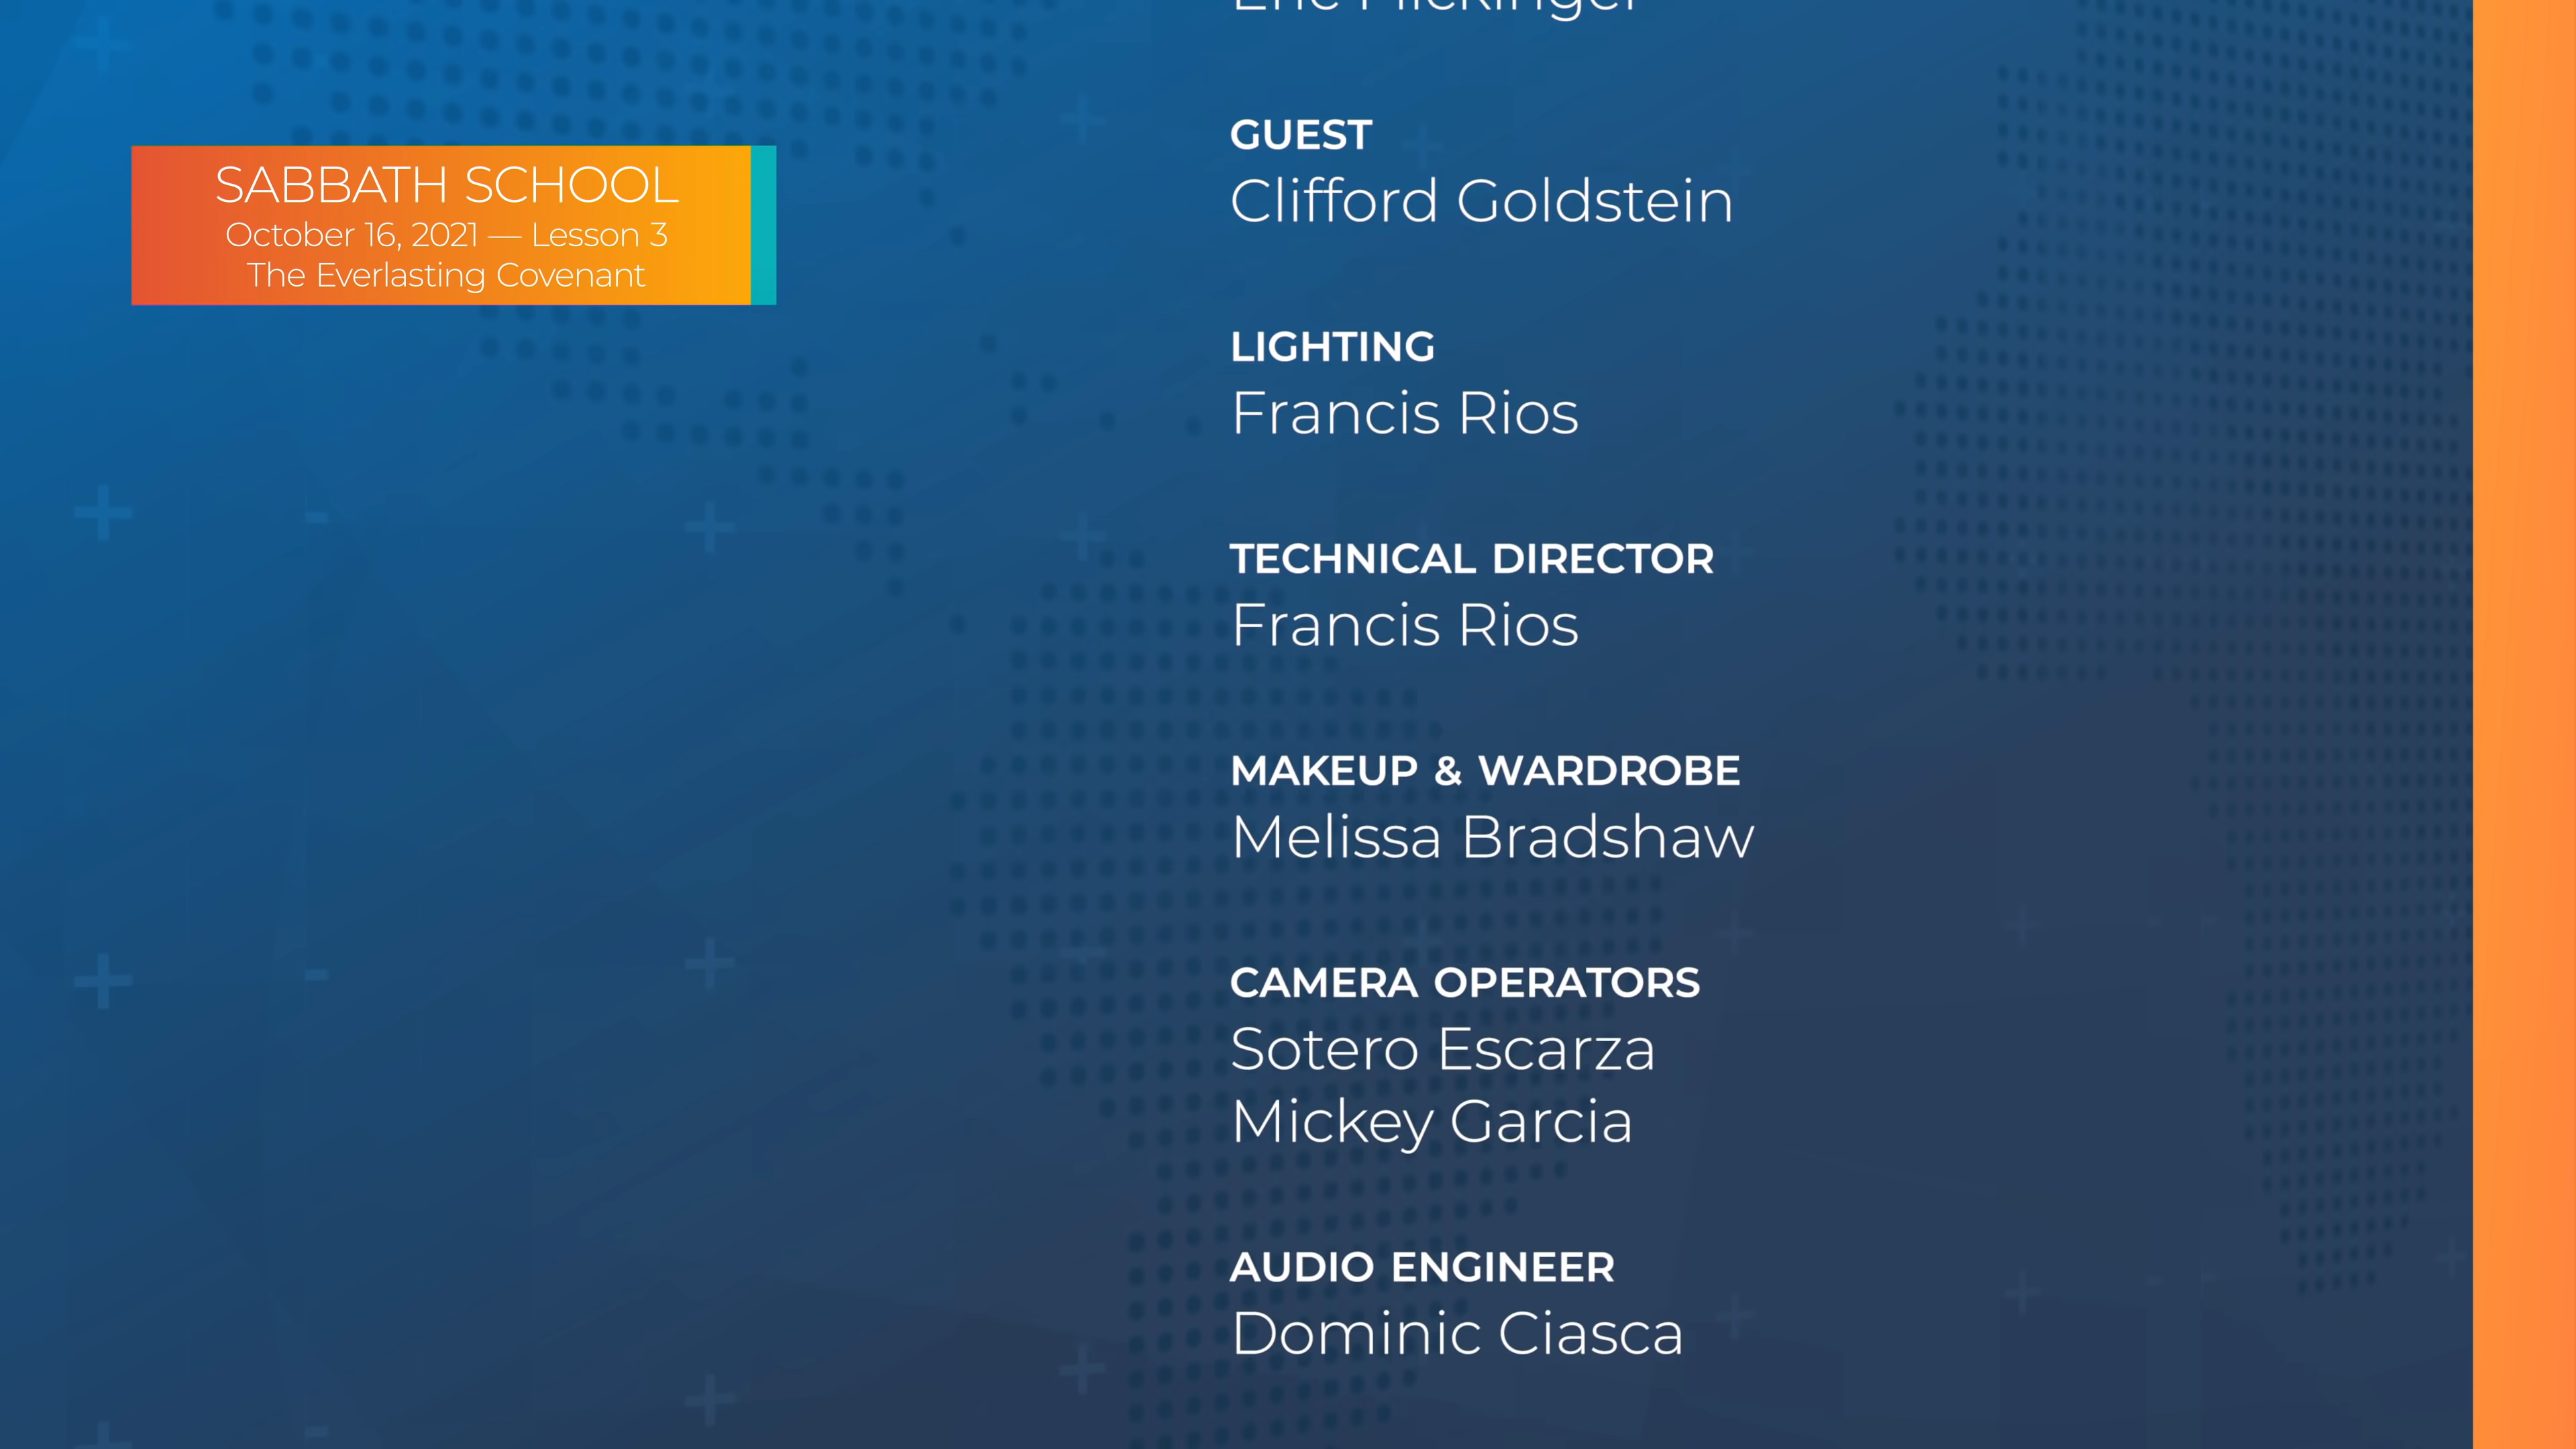 SABBATH SCHOOL
October 16, 2021 — Lesson 3
The Everlasting Covenant
GUEST
Clifford Goldstein
LIGHTING
Francis Rios
TECHNICAL DIRECTOR
Francis Rios
MAKEUP & WARDROBE
Melissa Bradshaw
CAMERA OPERATORS
Sotero Escarza
Mickey Garcia
AUDIO ENGINEER
Dominic Ciasca